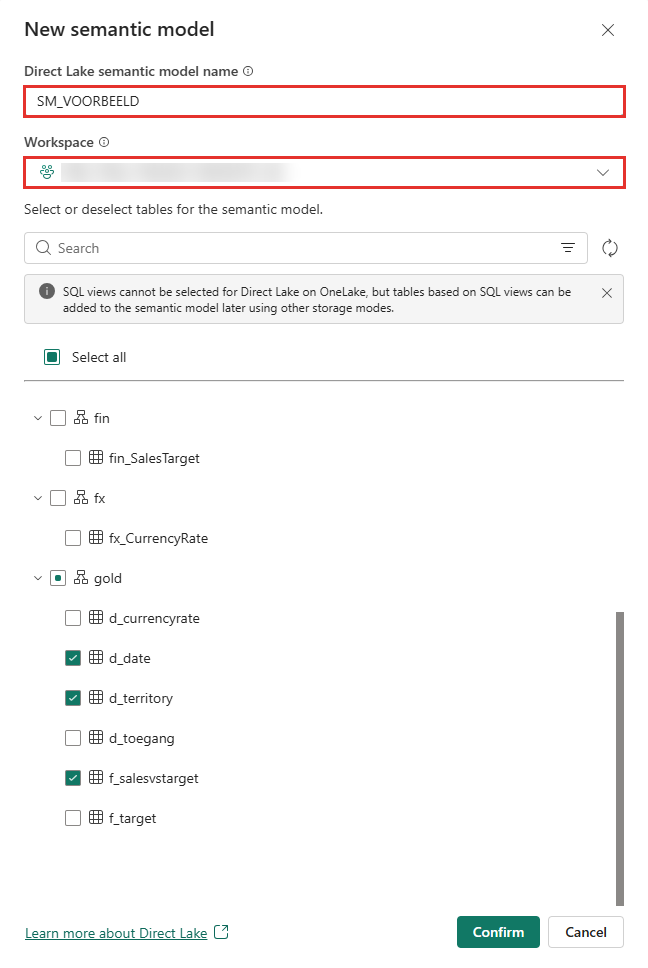 New semantic model
Direct Lake semantic model name
SM_VOORBEELD
Workspace
Select or deselect tables for the semantic model.
Search
SQL views cannot be selected for Direct Lake on OneLake, but tables based on SQL views can be
added to the semantic model later using other storage modes.
Select all
fin
fin_SalesTarget
fx
fx_CurrencyRate
gold
d_currencyrate
d_date
d_territory
d_toegang
f_salesvstarget
f_target
Learn more about Direct Lake
Confirm
Cancel